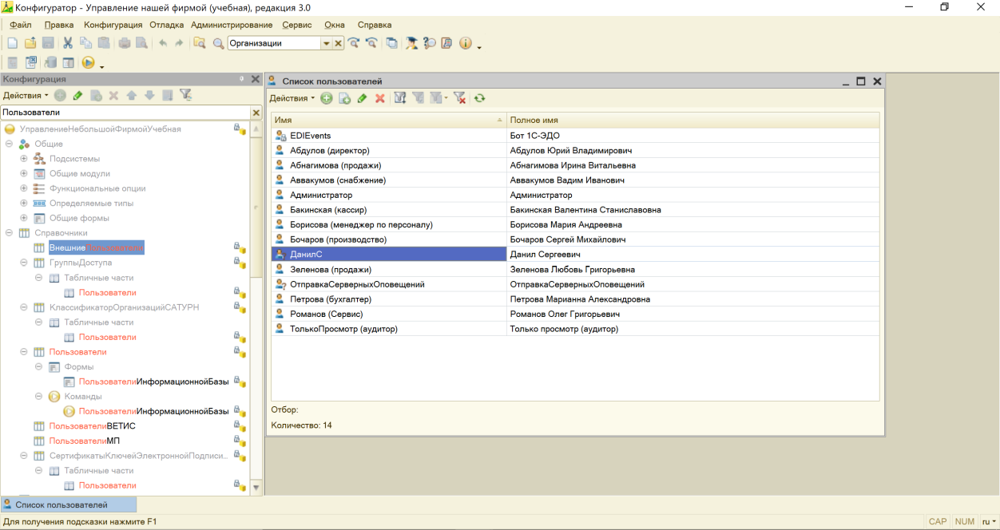 Конфигуратор - Управление нашей фирмой (учебная), редакция 3.0
Файл Правка Конфигурация Отладка Администрирование Сервис Окна Справка
Организации
Конфигурация
Действия
Пользователи
УправлениеНебольшойФирмойУчебная
Общие
Подсистемы
Общие модули
Функциональные опции
Определяемые типы
Общие формы
Справочники
ВнешниеПользователи
ГруппыДоступа
Табличные части
Пользователи
КлассификаторОрганизацийСАТУРН
Табличные части
Пользователи
Пользователи
Формы
ПользователиИнформационнойБазы
Команды
ПользователиИнформационнойБазы
ПользователиВЕТИС
ПользователиМП
СертификатыКлючейЭлектроннойПодписи...
Табличные части
Пользователи
Список пользователей
Действия
Имя Полное имя
EDIEvents Бот 1С-ЭДО
Абдулов (директор) Абдулов Юрий Владимирович
Абнагимова (продажи) Абнагимова Ирина Витальевна
Аввакумов (снабжение) Аввакумов Вадим Иванович
Администратор Администратор
Бакинская (кассир) Бакинская Валентина Станиславовна
Борисова (менеджер по персоналу) Борисова Мария Андреевна
Бочаров (производство) Бочаров Сергей Михайлович
ДанилС Данил Сергеевич
Зеленова (продажи) Зеленова Любовь Григорьевна
ОтправкаСерверныхОповещений ОтправкаСерверныхОповещений
Петрова (бухгалтер) Петрова Марианна Александровна
Романов (Сервис) Романов Олег Григорьевич
ТолькоПросмотр (аудитор) Только просмотр (аудитор)
Отбор:
Количество: 14
Список пользователей
Для получения подсказки нажмите F1
CAP NUM ru